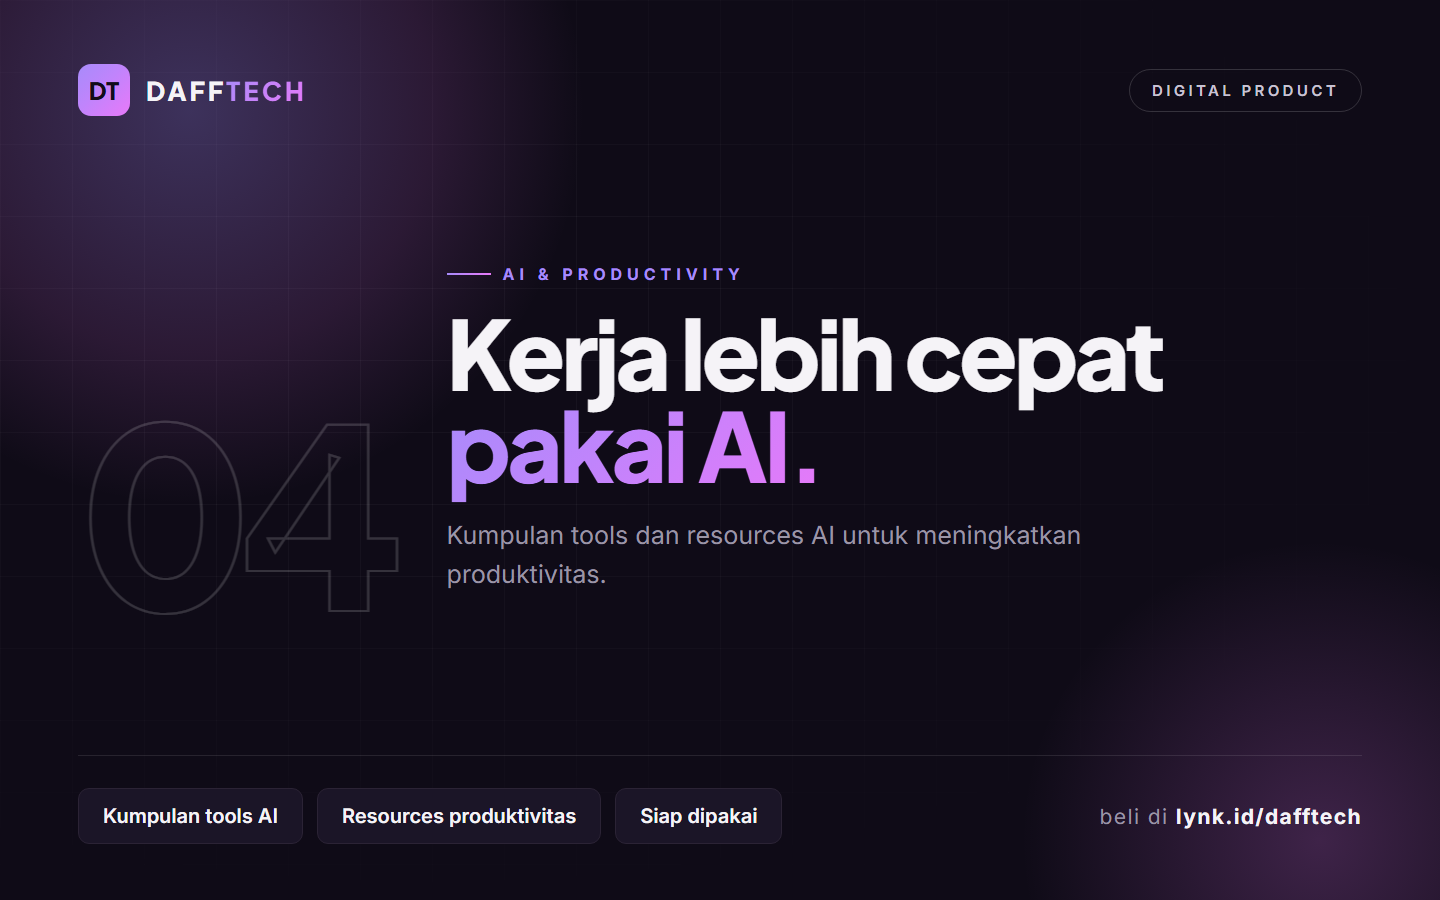 DT DAFFTECH
DIGITAL PRODUCT
AI & PRODUCTIVITY
Kerja lebih cepat
pakai AI.
04
Kumpulan tools dan resources AI untuk meningkatkan
produktivitas.
Kumpulan tools AI
Resources produktivitas
Siap dipakai
beli di lynk.id/dafftech